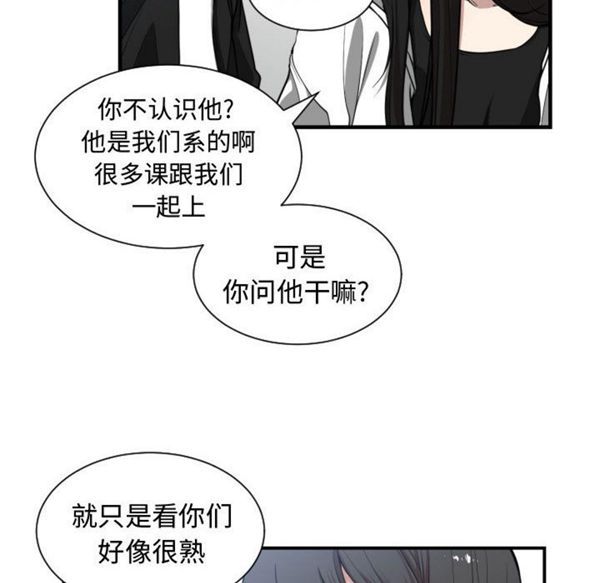 你不认识他?
他是我们系的啊
很多课跟我们
一起上
可是
你问他干嘛?
就只是看你们
好像很熟